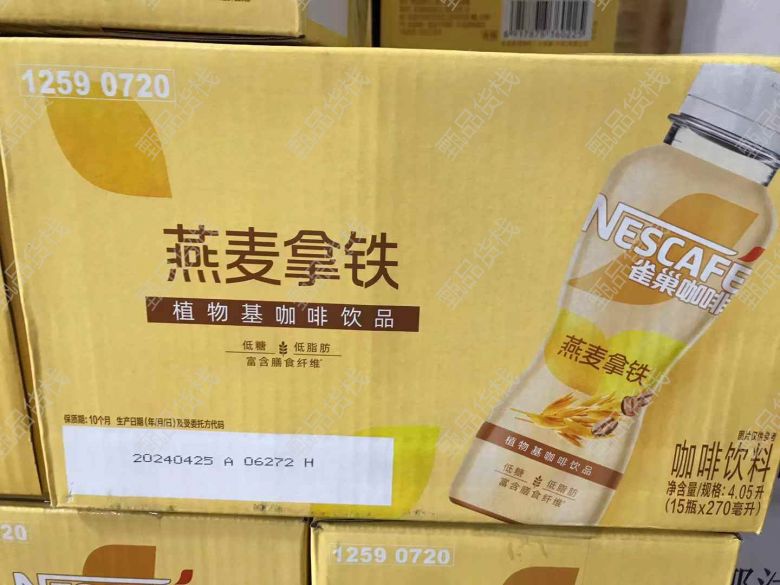 1259 0720
燕麦拿铁
植物基咖啡饮品
低糖 低脂肪
富含膳食纤维*
保质期: 10个月 生产日期(年/月/日)及受委托方代码
20240425 A 06272 H
NESCAFÉ
雀巢咖啡
燕麦拿铁
植物基咖啡饮品
低糖 低脂肪
富含膳食纤维*
图片仅供参考
咖啡饮料
净含量/规格: 4.05升
(15瓶x270毫升)
20
1259 0720
甄品货栈